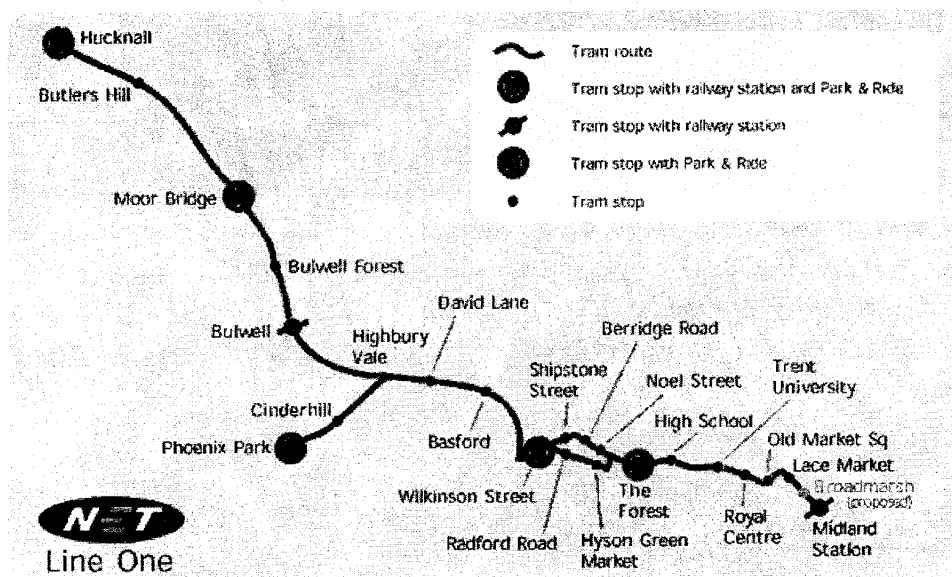 Hucknall
Butlers Hill
Moor Bridge
Bulwell Forest
Bulwell
Highbury
Vale
David Lane
Cinderhill
Phoenix Park
Basford
Shipstone
Street
Berridge Road
Noel Street
Trent
University
High School
Old Market Sq
Lace Market
Broadmarsh
(proposed)
Wilkinson Street
Radford Road
Hyson Green
Market
The
Forest
Royal
Centre
Midland
Station
Tram route
Tram stop with railway station and Park & Ride
Tram stop with railway station
Tram stop with Park & Ride
Tram stop
NET
Line One